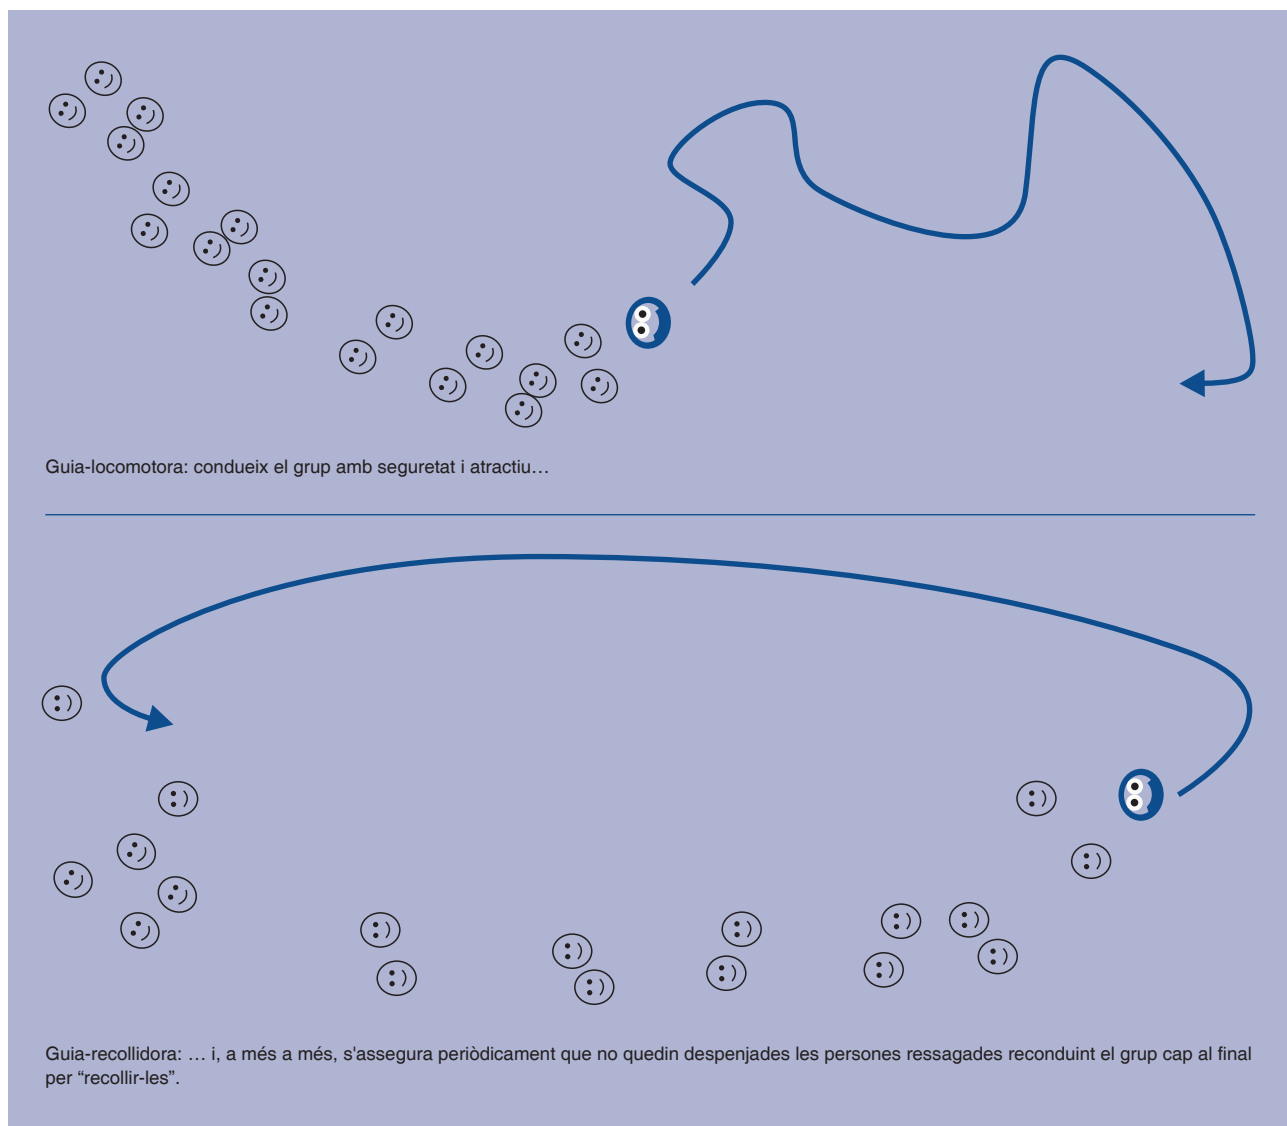 Guia-locomotora: condueix el grup amb seguretat i atractiu…
Guia-recollidora: … i, a més a més, s'assegura periòdicament que no quedin despenjades les persones ressagades reconduint el grup cap al final
per “recollir-les”.